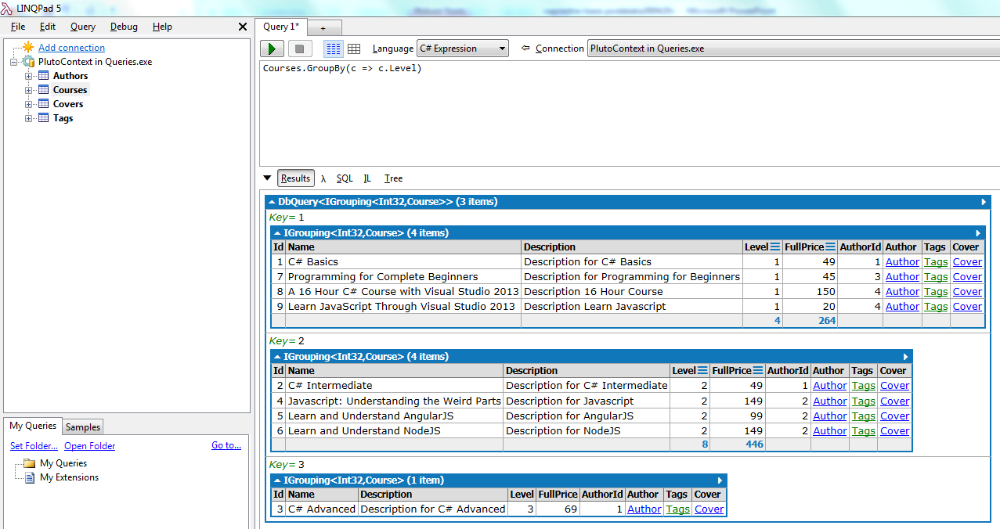 LINQPad 5
File Edit Query Debug Help
Add connection
PlutoContext in Queries.exe
Authors
Courses
Covers
Tags
My Queries Samples
Set Folder... Open Folder Go to...
My Queries
My Extensions
Query 1* +
Language C# Expression Connection PlutoContext in Queries.exe
Courses.GroupBy(c => c.Level)
Results λ SQL IL Tree
DbQuery<IGrouping<Int32,Course>> (3 items)
Key= 1
IGrouping<Int32,Course> (4 items)
Id Name Description Level FullPrice AuthorId Author Tags Cover
1 C# Basics Description for C# Basics 1 49 1 Author Tags Cover
7 Programming for Complete Beginners Description for Programming for Beginners 1 45 3 Author Tags Cover
8 A 16 Hour C# Course with Visual Studio 2013 Description 16 Hour Course 1 150 4 Author Tags Cover
9 Learn JavaScript Through Visual Studio 2013 Description Learn Javascript 1 20 4 Author Tags Cover
4 264
Key= 2
IGrouping<Int32,Course> (4 items)
Id Name Description Level FullPrice AuthorId Author Tags Cover
2 C# Intermediate Description for C# Intermediate 2 49 1 Author Tags Cover
4 Javascript: Understanding the Weird Parts Description for Javascript 2 149 2 Author Tags Cover
5 Learn and Understand AngularJS Description for AngularJS 2 99 2 Author Tags Cover
6 Learn and Understand NodeJS Description for NodeJS 2 149 2 Author Tags Cover
8 446
Key= 3
IGrouping<Int32,Course> (1 item)
Id Name Description Level FullPrice AuthorId Author Tags Cover
3 C# Advanced Description for C# Advanced 3 69 1 Author Tags Cover